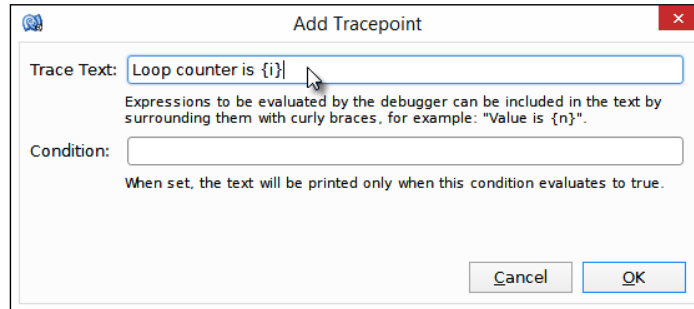 Add Tracepoint
Trace Text: Loop counter is {i}
Expressions to be evaluated by the debugger can be included in the text by
surrounding them with curly braces, for example: "Value is {n}".
Condition:
When set, the text will be printed only when this condition evaluates to true.
Cancel OK